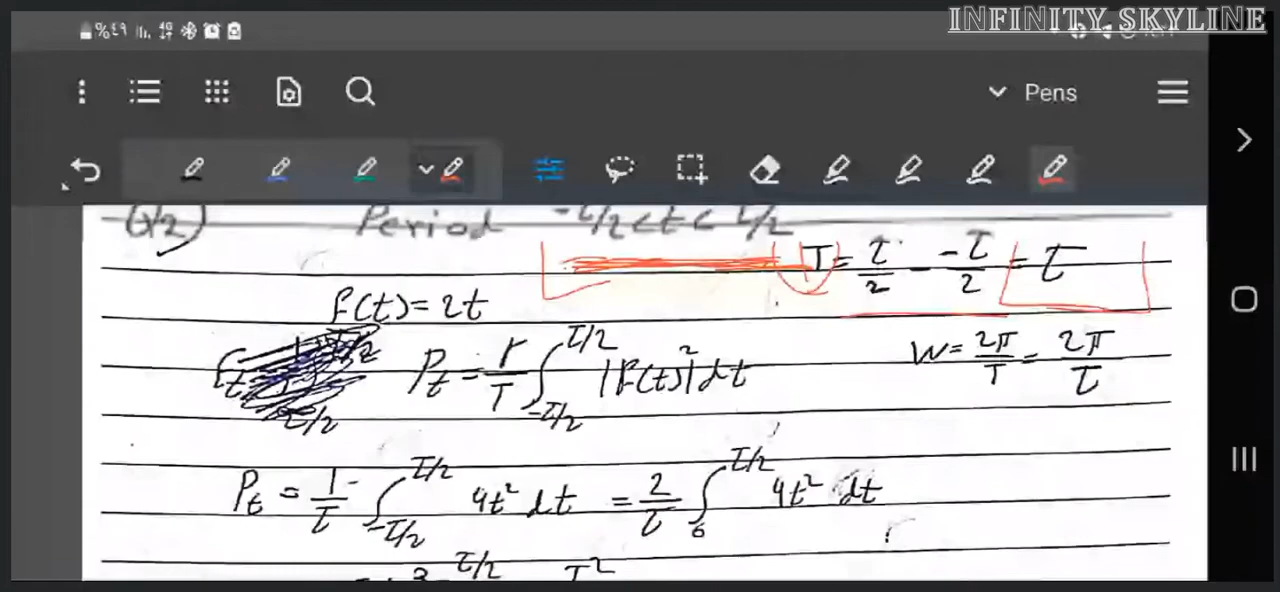 INFINITY SKYLINE
%٤٩
Pens
Period -τ/2<t<τ/2
T = τ/2 - -τ/2 = τ
F(t) = 2t
P_t = 1/T ∫_{-τ/2}^{τ/2} |F(t)|² dt
W = 2π/T = 2π/τ
P_t = 1/τ ∫_{-τ/2}^{τ/2} 4t² dt = 2/τ ∫_0^{τ/2} 4t² dt